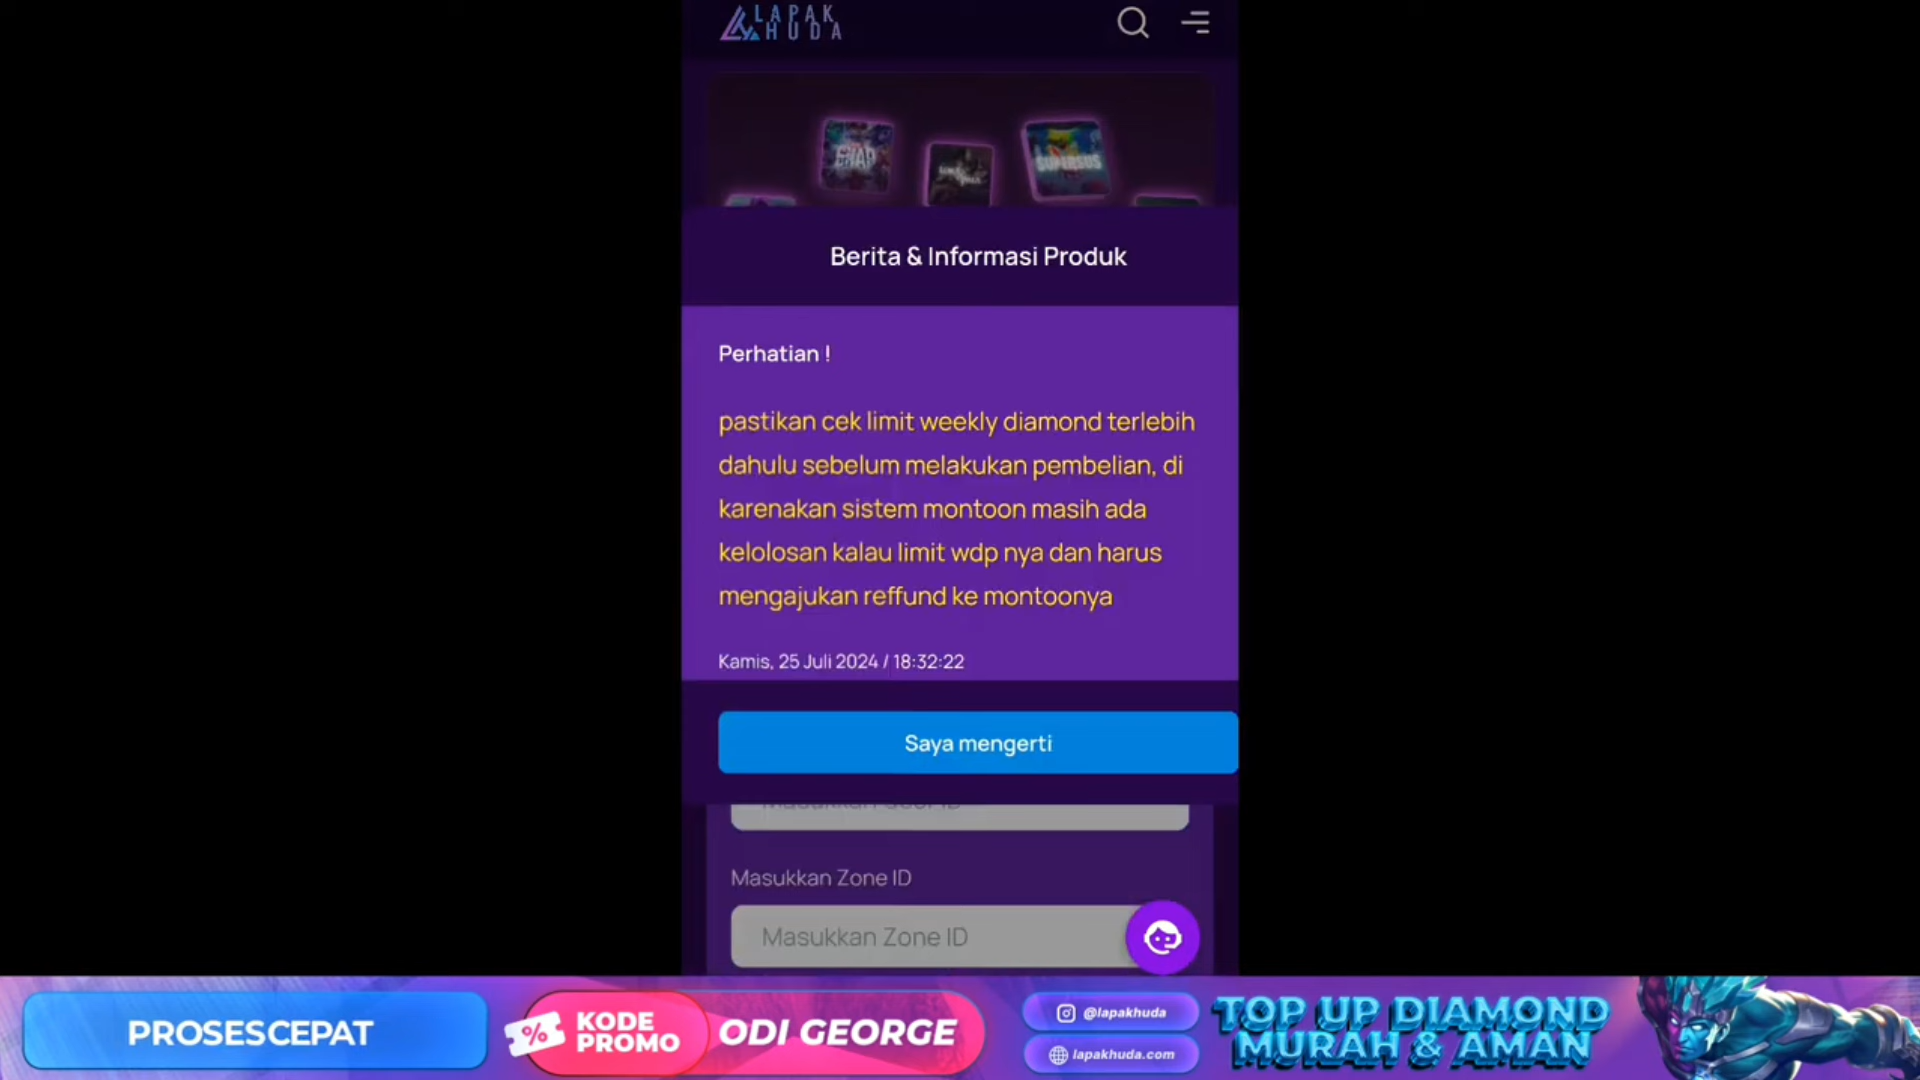 LAPAK
HUDA
SUPERSUS
Berita & Informasi Produk
Perhatian !
pastikan cek limit weekly diamond terlebih
dahulu sebelum melakukan pembelian, di
karenakan sistem montoon masih ada
kelolosan kalau limit wdp nya dan harus
mengajukan reffund ke montoonya
Kamis, 25 Juli 2024 / 18:32:22
Saya mengerti
Masukkan Zone ID
Masukkan Zone ID
PROSES CEPAT
%
KODE
PROMO
ODI GEORGE
@lapakhuda
lapakhuda.com
TOP UP DIAMOND
MURAH & AMAN